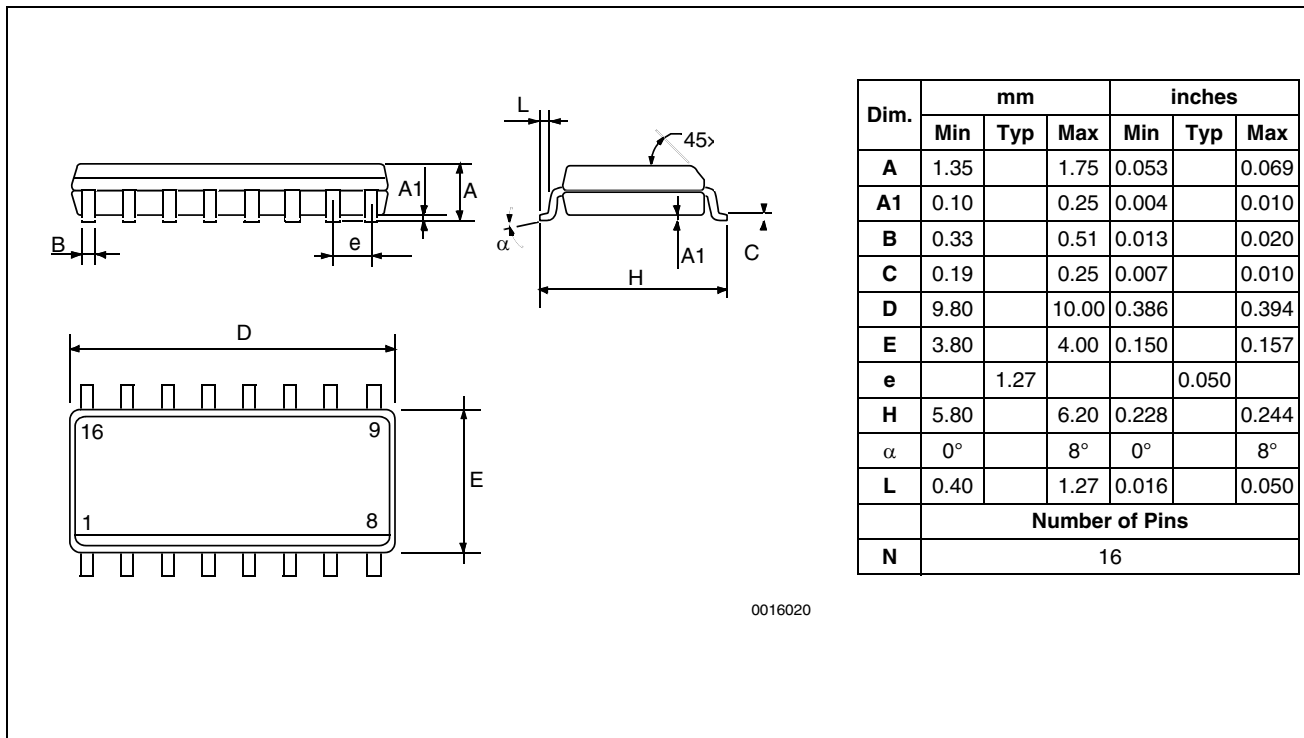 L
45>
A1
A
B
e
α
A1
C
H
D
16
9
E
1
8
Dim. mm inches
Min Typ Max Min Typ Max
A 1.35 1.75 0.053 0.069
A1 0.10 0.25 0.004 0.010
B 0.33 0.51 0.013 0.020
C 0.19 0.25 0.007 0.010
D 9.80 10.00 0.386 0.394
E 3.80 4.00 0.150 0.157
e 1.27 0.050
H 5.80 6.20 0.228 0.244
α 0° 8° 0° 8°
L 0.40 1.27 0.016 0.050
Number of Pins
N 16
0016020